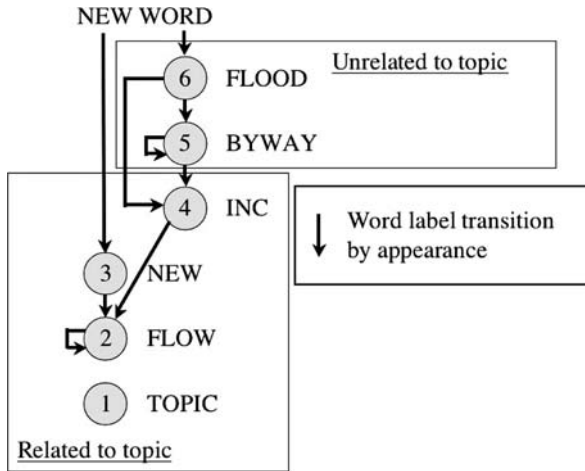 NEW WORD
Unrelated to topic
6 FLOOD
5 BYWAY
4 INC
Word label transition
by appearance
3 NEW
2 FLOW
1 TOPIC
Related to topic